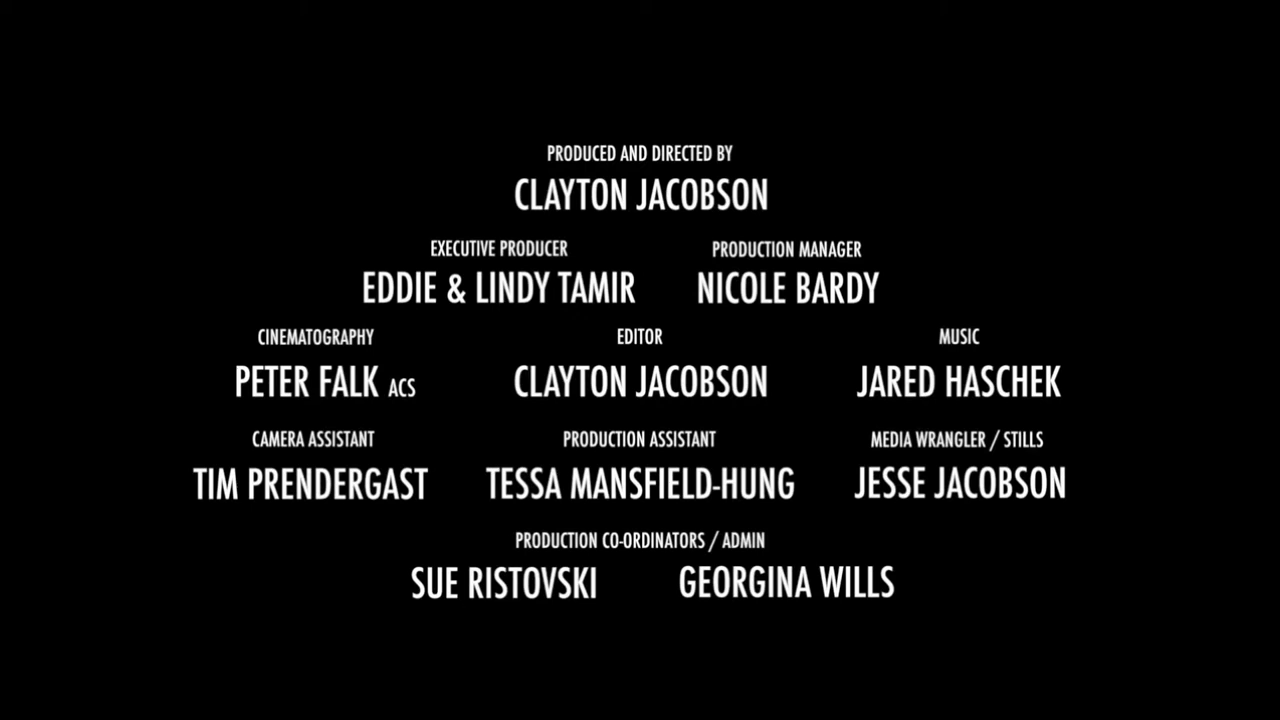 PRODUCED AND DIRECTED BY
CLAYTON JACOBSON
EXECUTIVE PRODUCER
EDDIE & LINDY TAMIR
PRODUCTION MANAGER
NICOLE BARDY
CINEMATOGRAPHY
PETER FALK ACS
EDITOR
CLAYTON JACOBSON
MUSIC
JARED HASCHEK
CAMERA ASSISTANT
TIM PRENDERGAST
PRODUCTION ASSISTANT
TESSA MANSFIELD-HUNG
MEDIA WRANGLER / STILLS
JESSE JACOBSON
PRODUCTION CO-ORDINATORS / ADMIN
SUE RISTOVSKI
GEORGINA WILLS